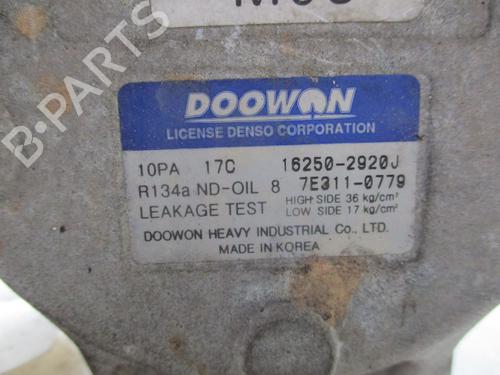 DOOWON
LICENSE DENSO CORPORATION
10PA 17C 16250-2920J
R134a ND-OIL 8 7E311-0779
LEAKAGE TEST HIGH SIDE 36 kg/cm²
LOW SIDE 17 kg/cm²
DOOWON HEAVY INDUSTRIAL Co., LTD.
MADE IN KOREA
B-PARTS